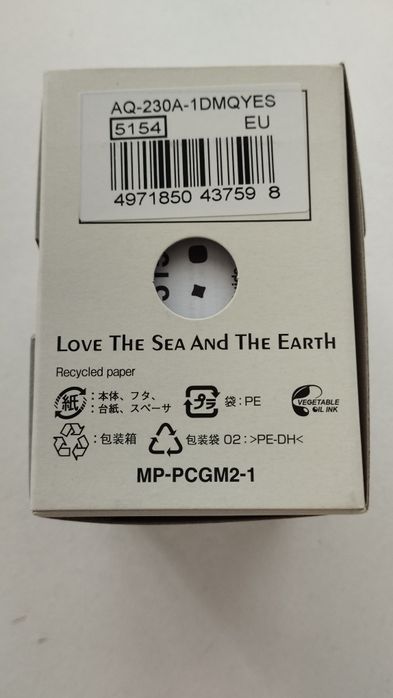 AQ-230A-1DMQYES
5154 EU
4971850 43759 8
LOVE THE SEA AND THE EARTH
Recycled paper
紙 : 本体、フタ、
: 台紙、スペーサ
プラ 袋 : PE
VEGETABLE
OIL INK
: 包装箱
包装袋 02 : >PE-DH<
MP-PCGM2-1